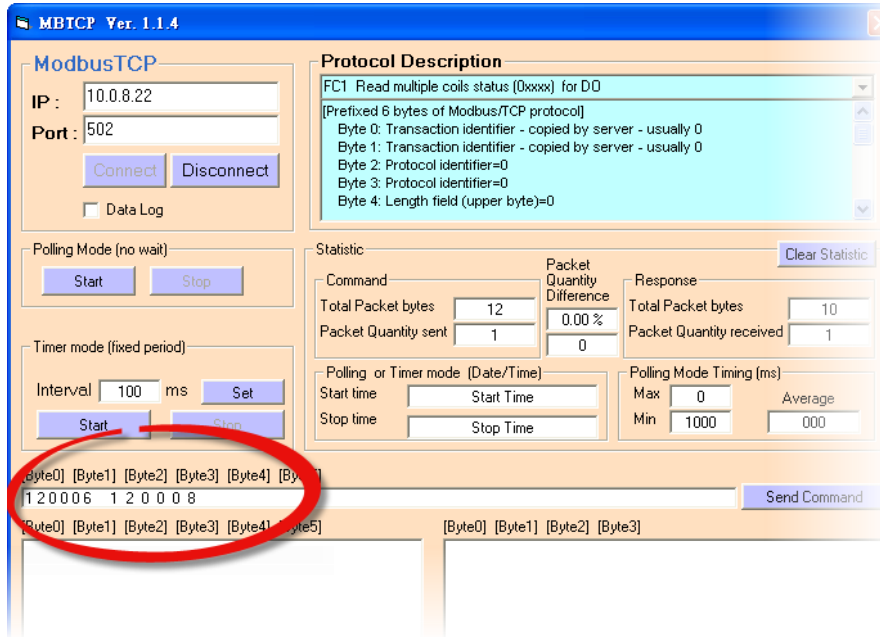 MBTCP Ver. 1.1.4
ModbusTCP
IP :
10.0.8.22
Port :
502
Connect
Disconnect
Data Log
Protocol Description
FC1 Read multiple coils status (0xxxx) for DO
[Prefixed 6 bytes of Modbus/TCP protocol]
Byte 0: Transaction identifier - copied by server - usually 0
Byte 1: Transaction identifier - copied by server - usually 0
Byte 2: Protocol identifier=0
Byte 3: Protocol identifier=0
Byte 4: Length field (upper byte)=0
Polling Mode (no wait)
Start
Stop
Timer mode (fixed period)
Interval
100
ms
Set
Start
Stop
Statistic
Clear Statistic
Command
Total Packet bytes
12
Packet Quantity sent
1
Packet
Quantity
Difference
0.00 %
0
Response
Total Packet bytes
10
Packet Quantity received
1
Polling or Timer mode (Date/Time)
Start time
Start Time
Stop time
Stop Time
Polling Mode Timing (ms)
Max
0
Min
1000
Average
000
[Byte0] [Byte1] [Byte2] [Byte3] [Byte4]
1 2 0 0 0 6 1 2 0 0 0 8
Send Command
[Byte0] [Byte1] [Byte2] [Byte3] [Byte4] [Byte5]
[Byte0] [Byte1] [Byte2] [Byte3]